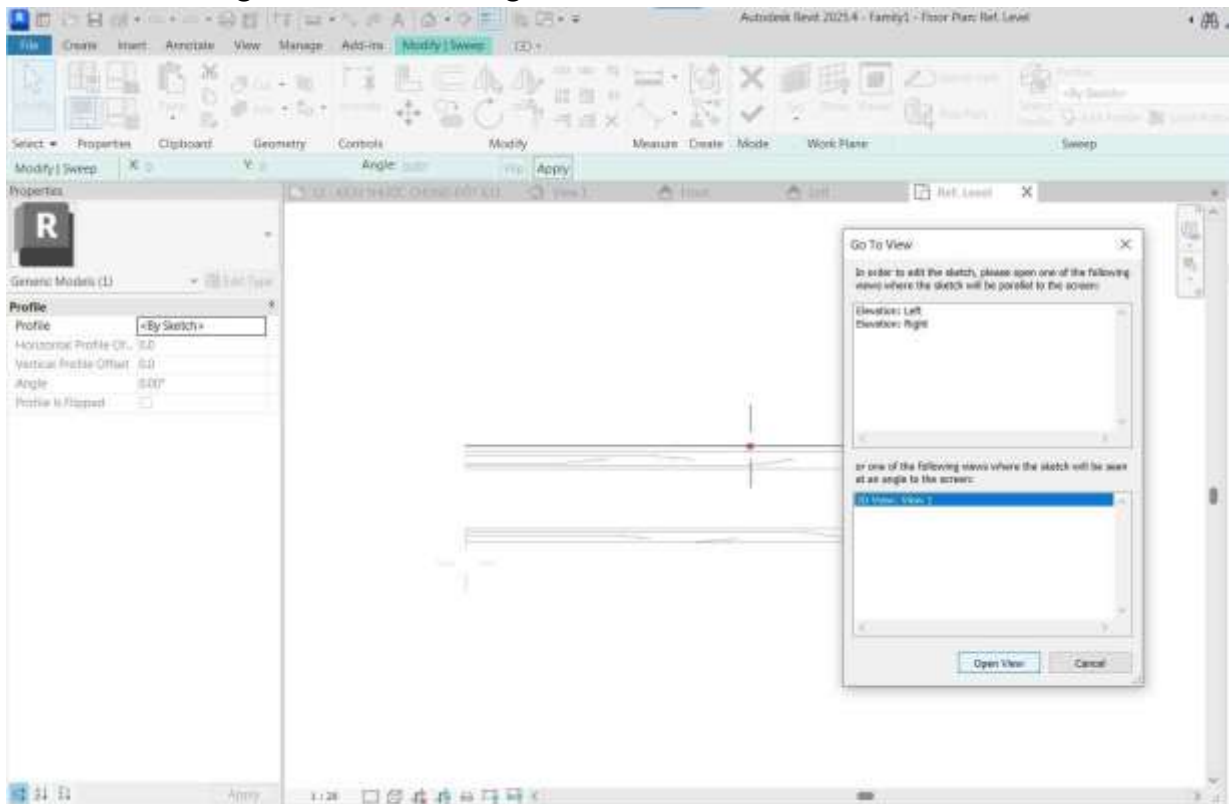 Autodesk Revit 2025.4 - Family1 - Floor Plan: Ref. Level
File Create Insert Annotate View Manage Add-Ins Modify | Sweep
Select Properties Clipboard Geometry Controls Modify Measure Create Mode Work Plane Sweep
<By Sketch>
Modify | Sweep X: Y: Angle: Apply
Properties
View 1 Front Left Ref. Level
R
Generic Models (1) Edit Type
Profile
Profile <By Sketch>
Horizontal Profile Of... 0.0
Vertical Profile Offset 0.0
Angle 0.00°
Profile Is Flipped
Go To View
In order to edit the sketch, please open one of the following
views where the sketch will be parallel to the screen:
Elevation: Left
Elevation: Right
or one of the following views where the sketch will be seen
at an angle to the screen:
3D View: View 1
Open View Cancel
Apply
1 : 20